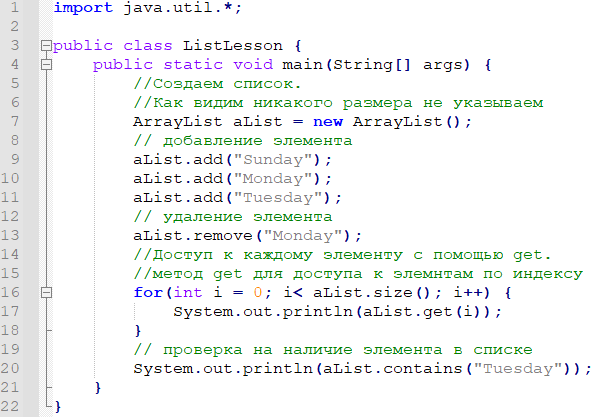 1 import java.util.*;
2
3 public class ListLesson {
4 public static void main(String[] args) {
5 //Создаем список.
6 //Как видим никакого размера не указываем
7 ArrayList aList = new ArrayList();
8 // добавление элемента
9 aList.add("Sunday");
10 aList.add("Monday");
11 aList.add("Tuesday");
12 // удаление элемента
13 aList.remove("Monday");
14 //Доступ к каждому элементу с помощью get.
15 //метод get для доступа к элемнтам по индексу
16 for(int i = 0; i< aList.size(); i++) {
17 System.out.println(aList.get(i));
18 }
19 // проверка на наличие элемента в списке
20 System.out.println(aList.contains("Tuesday"));
21 }
22 }